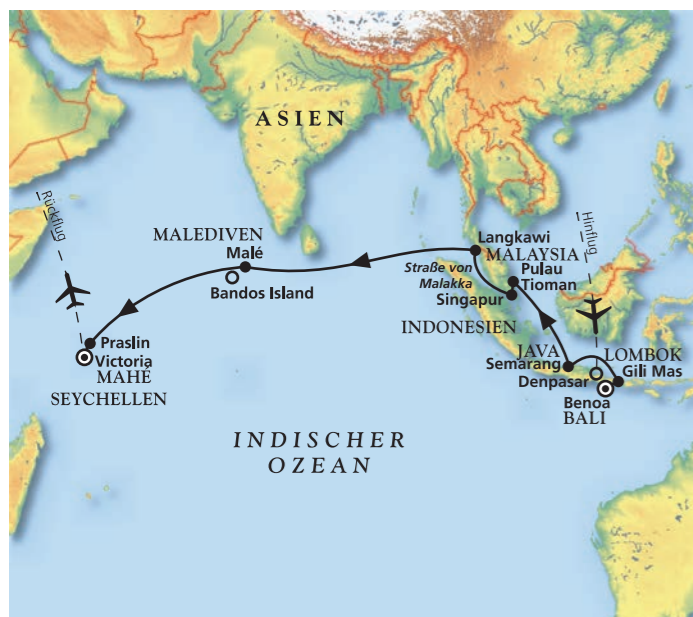 ASIEN
Rückflug
Hinflug
MALEDIVEN
Malé
Bandos Island
Langkawi
MALAYSIA
Straße von
Malakka
Pulau
Tioman
Singapur
INDONESIEN
Praslin
Victoria
MAHÉ
SEYCHELLEN
JAVA
Semarang
Denpasar
LOMBOK
Gili Mas
Benoa
BALI
INDISCHER
OZEAN